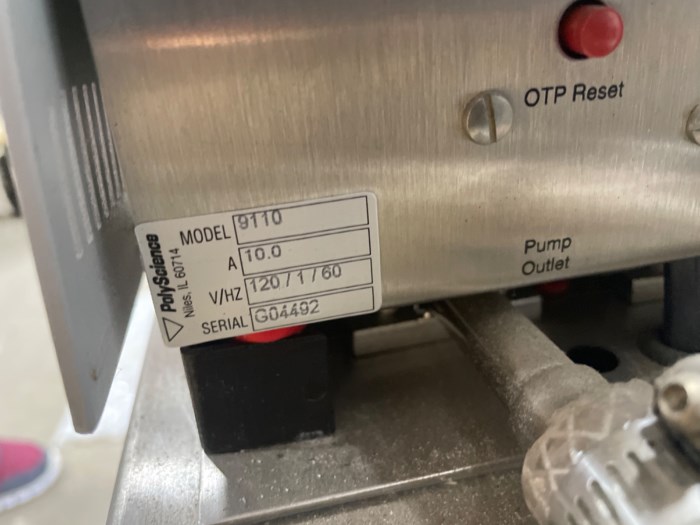 OTP Reset
Pump
Outlet
PolyScience
Niles, IL 60714
MODEL 9110
A 10.0
V/HZ 120 / 1 / 60
SERIAL G04492